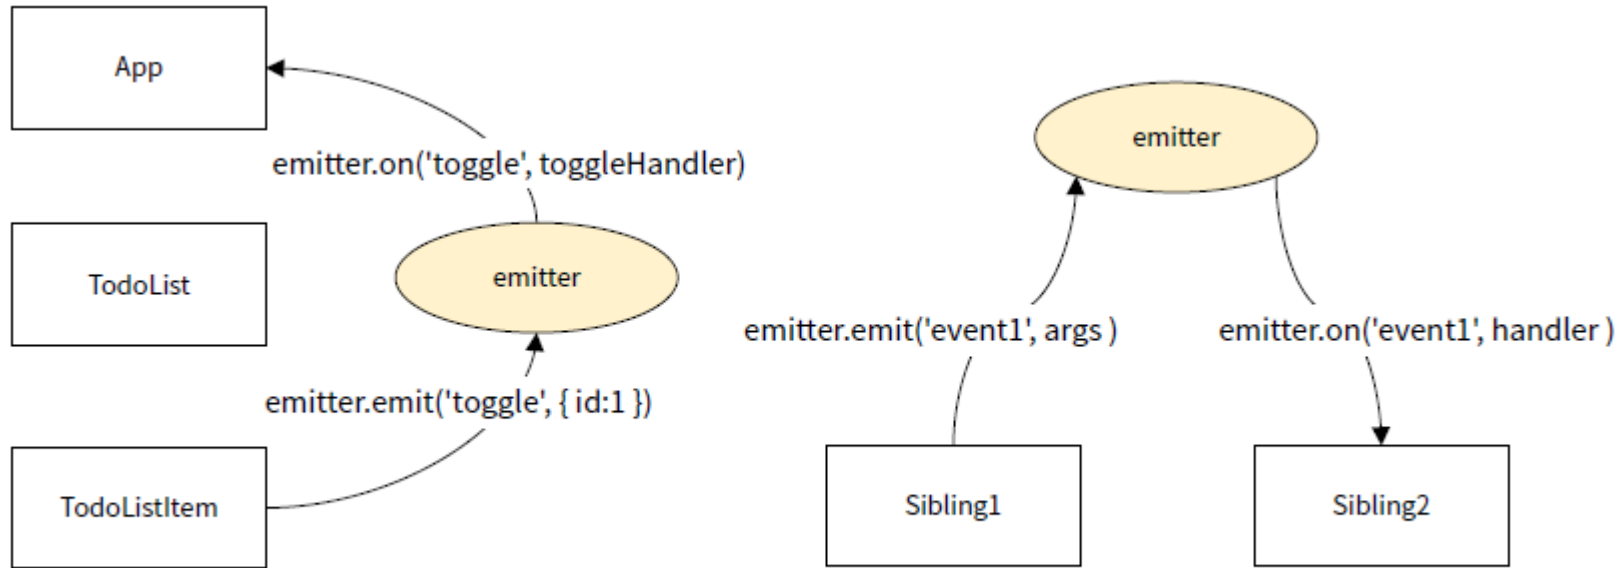 App
emitter.on('toggle', toggleHandler)
TodoList
emitter
emitter.emit('toggle', { id:1 })
TodoListItem
emitter
emitter.emit('event1', args )
emitter.on('event1', handler )
Sibling1
Sibling2